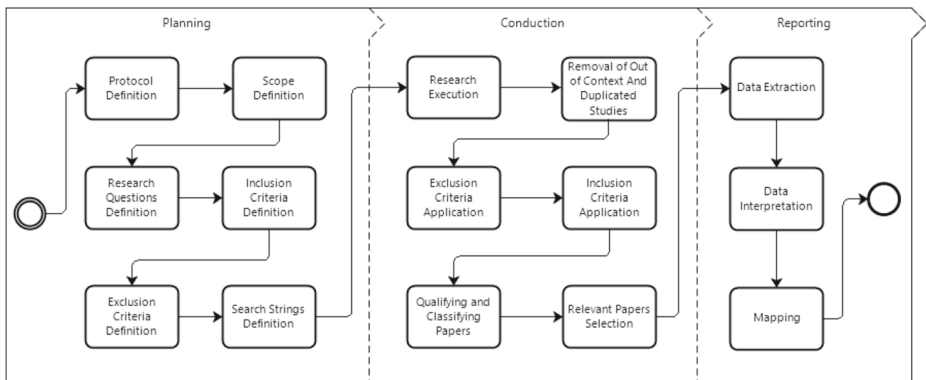 Planning
Conduction
Reporting
Protocol
Definition
Scope
Definition
Research
Execution
Removal of Out
of Context And
Duplicated
Studies
Data Extraction
Research
Questions
Definition
Inclusion
Criteria
Definition
Exclusion
Criteria
Application
Inclusion
Criteria
Application
Data
Interpretation
Exclusion
Criteria
Definition
Search Strings
Definition
Qualifying and
Classifying
Papers
Relevant Papers
Selection
Mapping